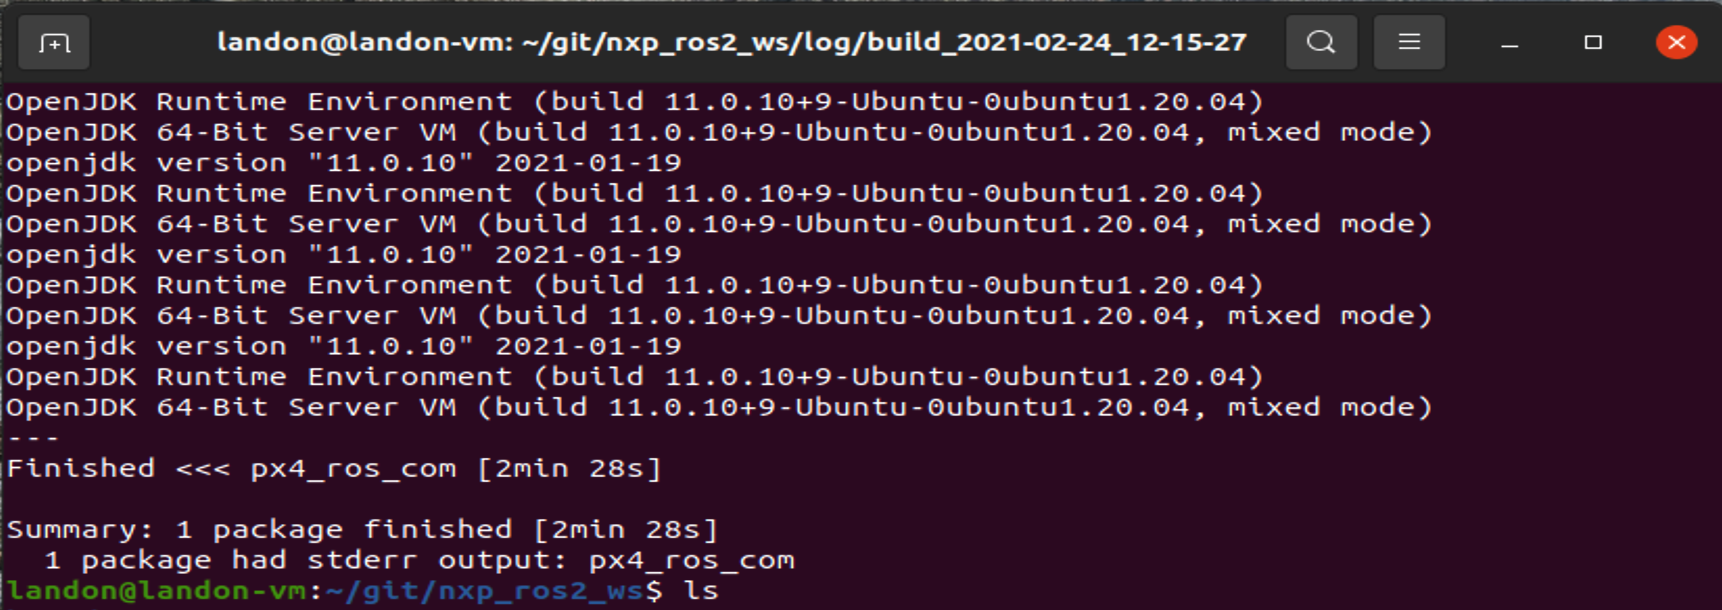 landon@landon-vm: ~/git/nxp_ros2_ws/log/build_2021-02-24_12-15-27
OpenJDK Runtime Environment (build 11.0.10+9-Ubuntu-0ubuntu1.20.04)
OpenJDK 64-Bit Server VM (build 11.0.10+9-Ubuntu-0ubuntu1.20.04, mixed mode)
openjdk version "11.0.10" 2021-01-19
OpenJDK Runtime Environment (build 11.0.10+9-Ubuntu-0ubuntu1.20.04)
OpenJDK 64-Bit Server VM (build 11.0.10+9-Ubuntu-0ubuntu1.20.04, mixed mode)
openjdk version "11.0.10" 2021-01-19
OpenJDK Runtime Environment (build 11.0.10+9-Ubuntu-0ubuntu1.20.04)
OpenJDK 64-Bit Server VM (build 11.0.10+9-Ubuntu-0ubuntu1.20.04, mixed mode)
openjdk version "11.0.10" 2021-01-19
OpenJDK Runtime Environment (build 11.0.10+9-Ubuntu-0ubuntu1.20.04)
OpenJDK 64-Bit Server VM (build 11.0.10+9-Ubuntu-0ubuntu1.20.04, mixed mode)
---
Finished <<< px4_ros_com [2min 28s]
Summary: 1 package finished [2min 28s]
  1 package had stderr output: px4_ros_com
landon@landon-vm:~/git/nxp_ros2_ws$ ls